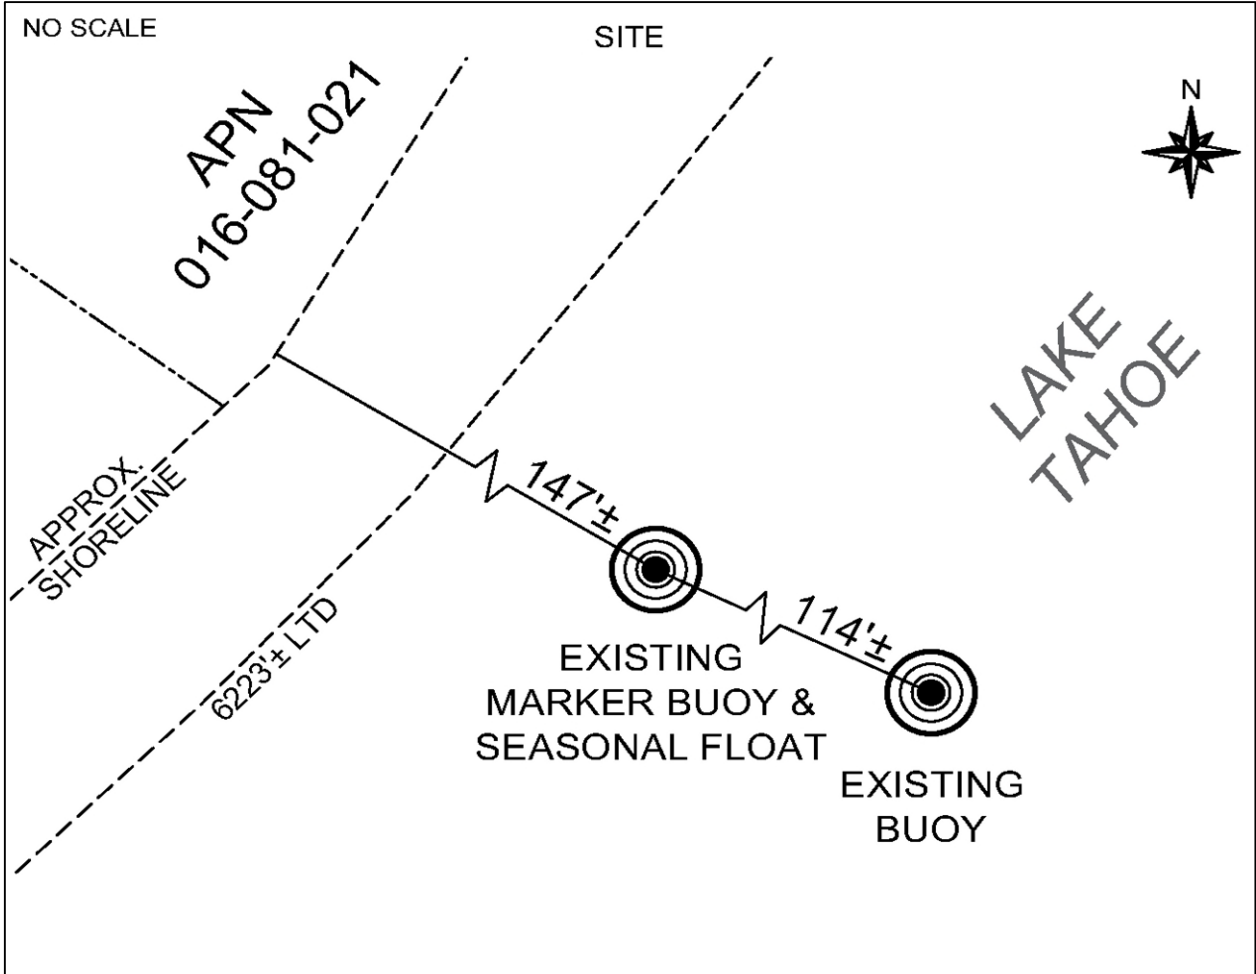 NO SCALE
SITE
N
APN
016-081-021
LAKE
TAHOE
APPROX.
SHORELINE
6223'± LTD
147'±
114'±
EXISTING
MARKER BUOY &
SEASONAL FLOAT
EXISTING
BUOY